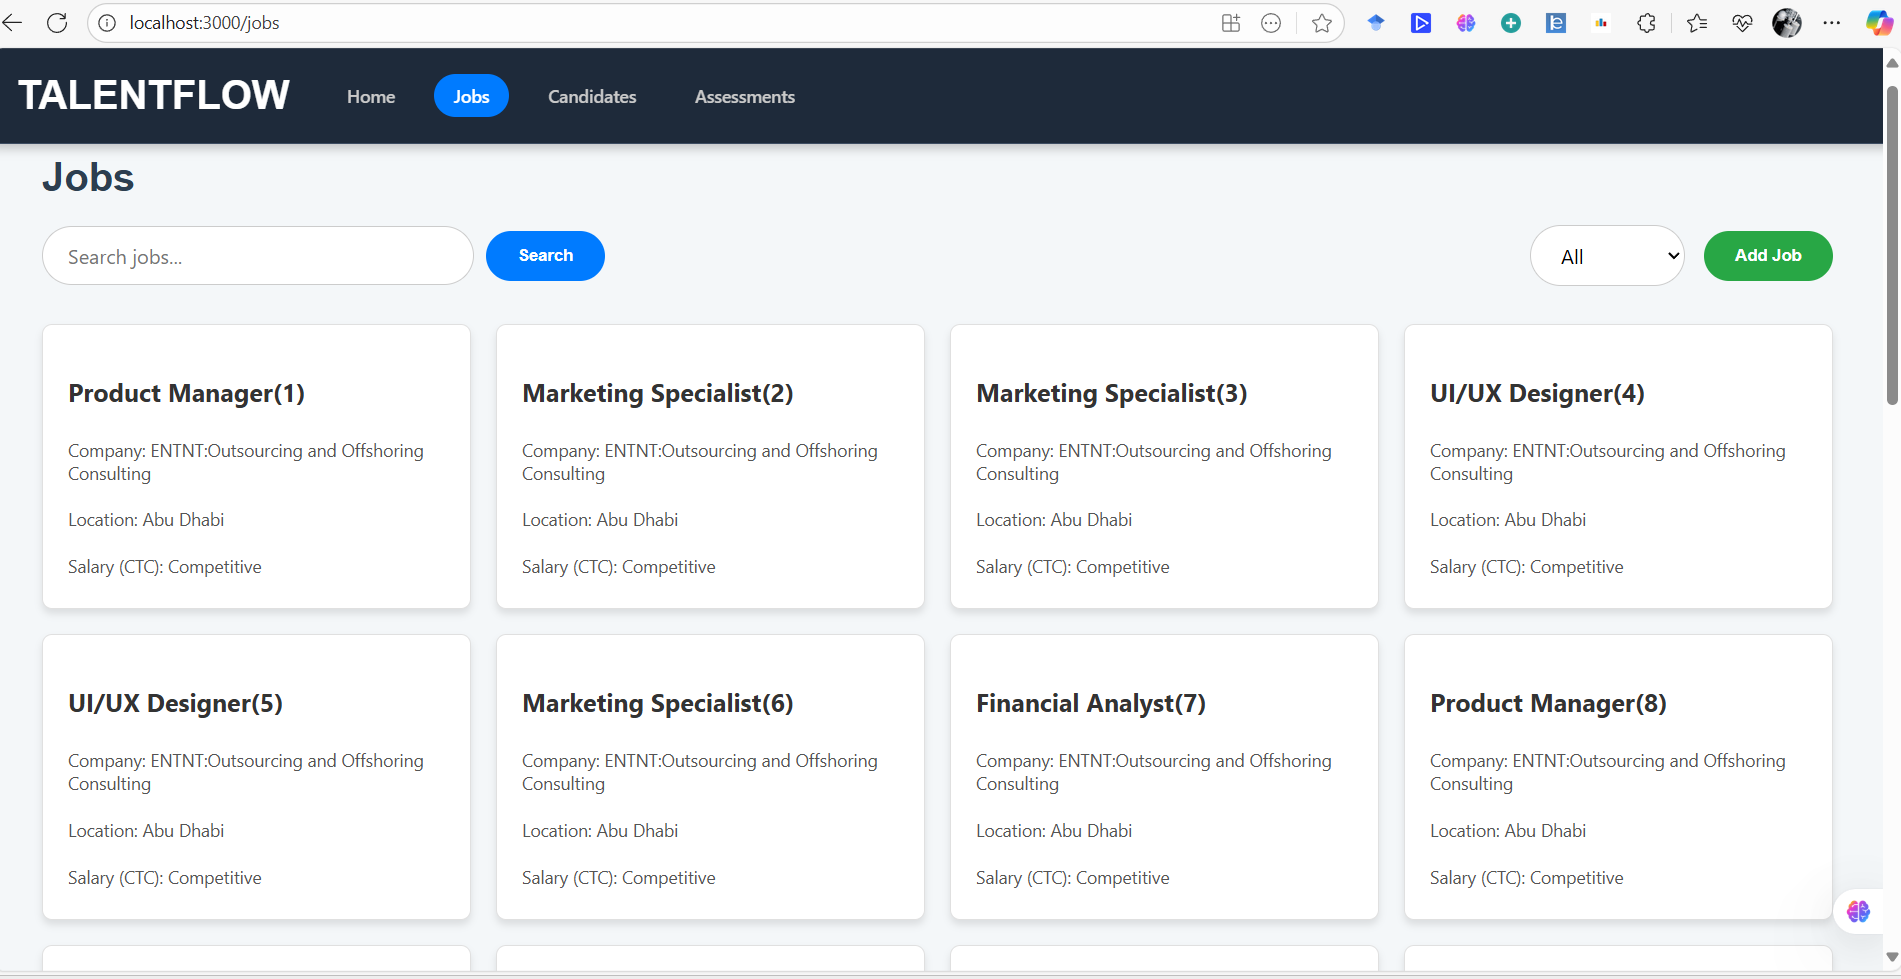 localhost:3000/jobs
TALENTFLOW Home Jobs Candidates Assessments
Jobs
Search jobs... Search All Add Job
Product Manager(1)
Company: ENTNT:Outsourcing and Offshoring
Consulting
Location: Abu Dhabi
Salary (CTC): Competitive
Marketing Specialist(2)
Company: ENTNT:Outsourcing and Offshoring
Consulting
Location: Abu Dhabi
Salary (CTC): Competitive
Marketing Specialist(3)
Company: ENTNT:Outsourcing and Offshoring
Consulting
Location: Abu Dhabi
Salary (CTC): Competitive
UI/UX Designer(4)
Company: ENTNT:Outsourcing and Offshoring
Consulting
Location: Abu Dhabi
Salary (CTC): Competitive
UI/UX Designer(5)
Company: ENTNT:Outsourcing and Offshoring
Consulting
Location: Abu Dhabi
Salary (CTC): Competitive
Marketing Specialist(6)
Company: ENTNT:Outsourcing and Offshoring
Consulting
Location: Abu Dhabi
Salary (CTC): Competitive
Financial Analyst(7)
Company: ENTNT:Outsourcing and Offshoring
Consulting
Location: Abu Dhabi
Salary (CTC): Competitive
Product Manager(8)
Company: ENTNT:Outsourcing and Offshoring
Consulting
Location: Abu Dhabi
Salary (CTC): Competitive